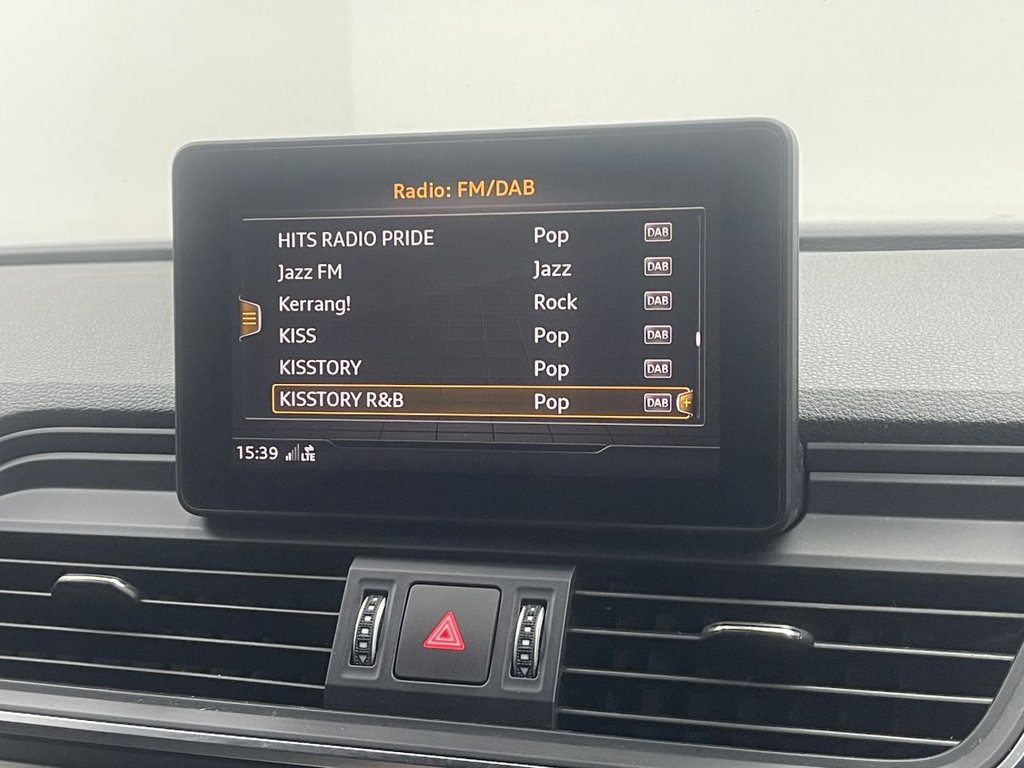 Radio: FM/DAB
HITS RADIO PRIDE Pop DAB
Jazz FM Jazz DAB
Kerrang! Rock DAB
KISS Pop DAB
KISSTORY Pop DAB
KISSTORY R&B Pop DAB +
15:39 LTE